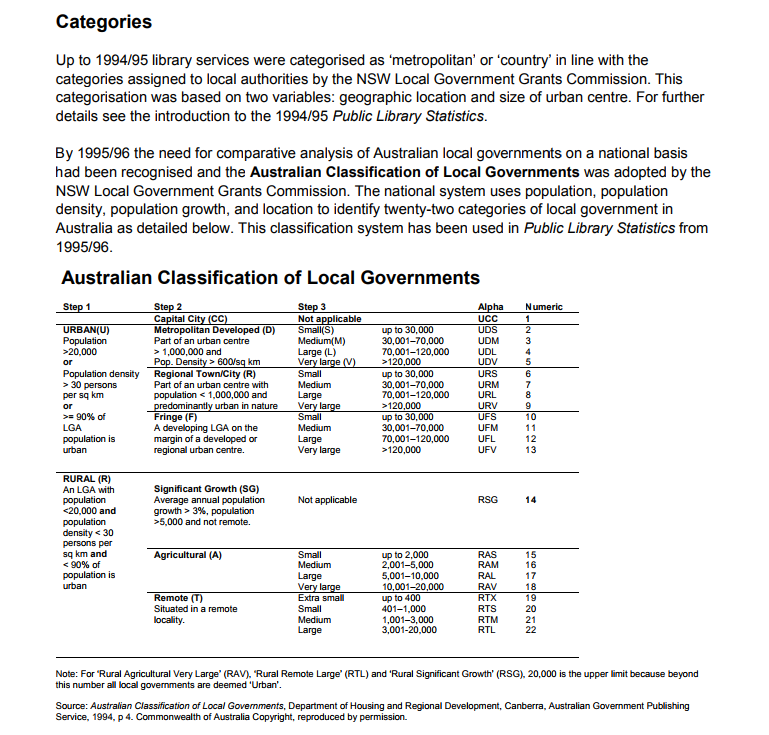 Categories
Up to 1994/95 library services were categorised as ‘metropolitan’ or ‘country’ in line with the
categories assigned to local authorities by the NSW Local Government Grants Commission. This
categorisation was based on two variables: geographic location and size of urban centre. For further
details see the introduction to the 1994/95 Public Library Statistics.
By 1995/96 the need for comparative analysis of Australian local governments on a national basis
had been recognised and the Australian Classification of Local Governments was adopted by the
NSW Local Government Grants Commission. The national system uses population, population
density, population growth, and location to identify twenty-two categories of local government in
Australia as detailed below. This classification system has been used in Public Library Statistics from
1995/96.
Australian Classification of Local Governments
Step 1 Step 2 Step 3 Alpha Numeric
Capital City (CC) Not applicable UCC 1
URBAN(U) Metropolitan Developed (D) Small(S) up to 30,000 UDS 2
Population Part of an urban centre Medium(M) 30,001–70,000 UDM 3
>20,000 > 1,000,000 and Large (L) 70,001–120,000 UDL 4
or Pop. Density > 600/sq km Very large (V) >120,000 UDV 5
Population density Regional Town/City (R) Small up to 30,000 URS 6
> 30 persons Part of an urban centre with Medium 30,001–70,000 URM 7
per sq km population < 1,000,000 and Large 70,001–120,000 URL 8
or predominantly urban in nature Very large >120,000 URV 9
>= 90% of Fringe (F) Small up to 30,000 UFS 10
LGA A developing LGA on the Medium 30,001–70,000 UFM 11
population is margin of a developed or Large 70,001–120,000 UFL 12
urban regional urban centre. Very large >120,000 UFV 13
RURAL (R)
An LGA with Significant Growth (SG)
population Average annual population Not applicable RSG 14
<20,000 and growth > 3%, population
population >5,000 and not remote.
density < 30
persons per
sq km and Agricultural (A) Small up to 2,000 RAS 15
< 90% of Medium 2,001–5,000 RAM 16
population is Large 5,001–10,000 RAL 17
urban Very large 10,001–20,000 RAV 18
Remote (T) Extra small up to 400 RTX 19
Situated in a remote Small 401–1,000 RTS 20
locality. Medium 1,001–3,000 RTM 21
Large 3,001-20,000 RTL 22
Note: For ‘Rural Agricultural Very Large’ (RAV), ‘Rural Remote Large’ (RTL) and ‘Rural Significant Growth’ (RSG), 20,000 is the upper limit because beyond
this number all local governments are deemed ‘Urban’.
Source: Australian Classification of Local Governments, Department of Housing and Regional Development, Canberra, Australian Government Publishing
Service, 1994, p 4. Commonwealth of Australia Copyright, reproduced by permission.